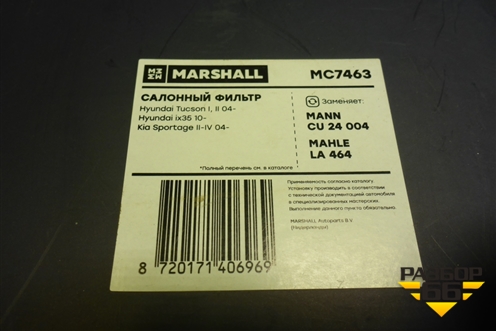 MARSHALL
MC7463
САЛОННЫЙ ФИЛЬТР
Hyundai Tucson I, II 04-
Hyundai ix35 10-
Kia Sportage II-IV 04-
*Полный перечень см. в каталоге
Заменяет:
MANN
CU 24 004
MAHLE
LA 464
Применяемость согласно каталогу.
Установку производить в соответствии
с технической документацией автомобиля
в специализированных мастерских.
Выполнение данного пункта обязательно.
MARSHALL Autoparts B.V.
(Нидерланды)
8 720171 406969
РАЗБОР
66